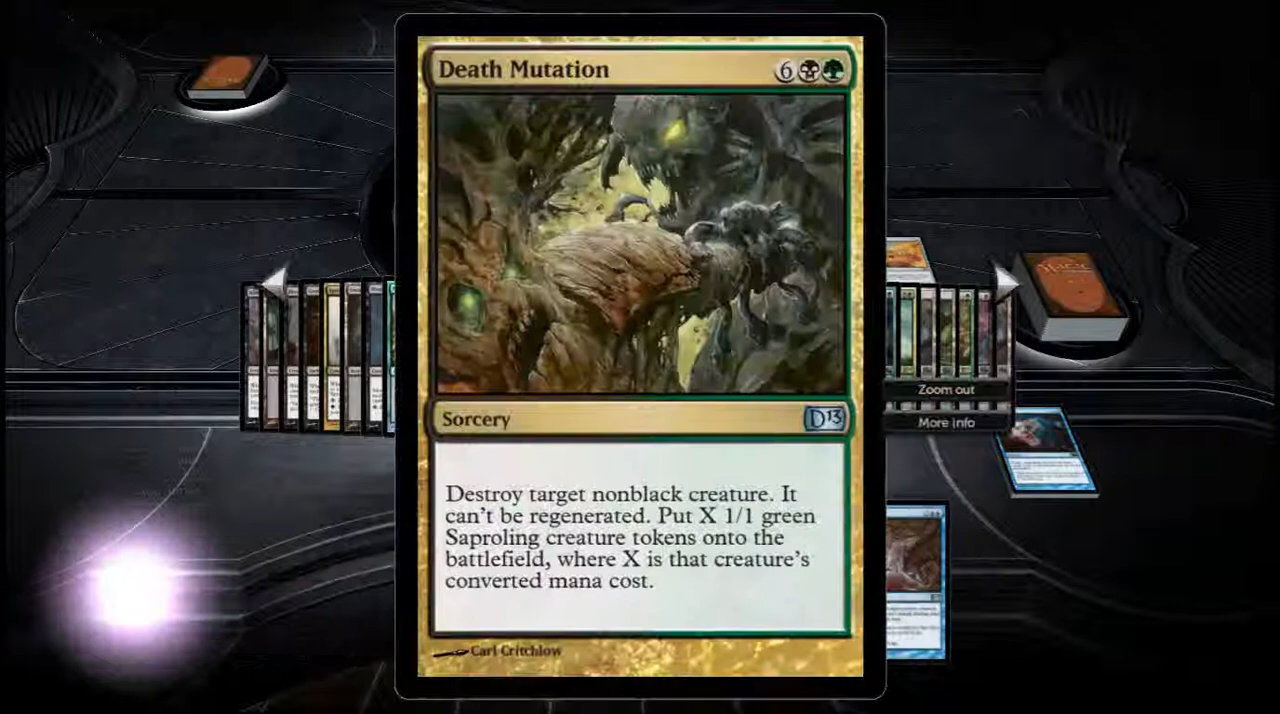 Death Mutation 6
Sorcery D13
Destroy target nonblack creature. It
can't be regenerated. Put X 1/1 green
Saproling creature tokens onto the
battlefield, where X is that creature's
converted mana cost.
Carl Critchlow
Zoom out
More Info